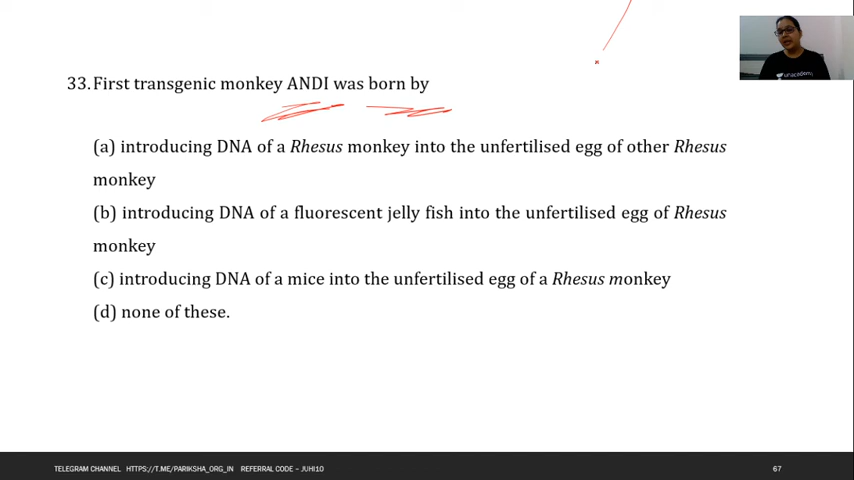 33. First transgenic monkey ANDI was born by
(a) introducing DNA of a Rhesus monkey into the unfertilised egg of other Rhesus
monkey
(b) introducing DNA of a fluorescent jelly fish into the unfertilised egg of Rhesus
monkey
(c) introducing DNA of a mice into the unfertilised egg of a Rhesus monkey
(d) none of these.
unacademy
TELEGRAM CHANNEL HTTPS://T.ME/PARIKSHA_ORG_IN REFERRAL CODE – JUHI10
67